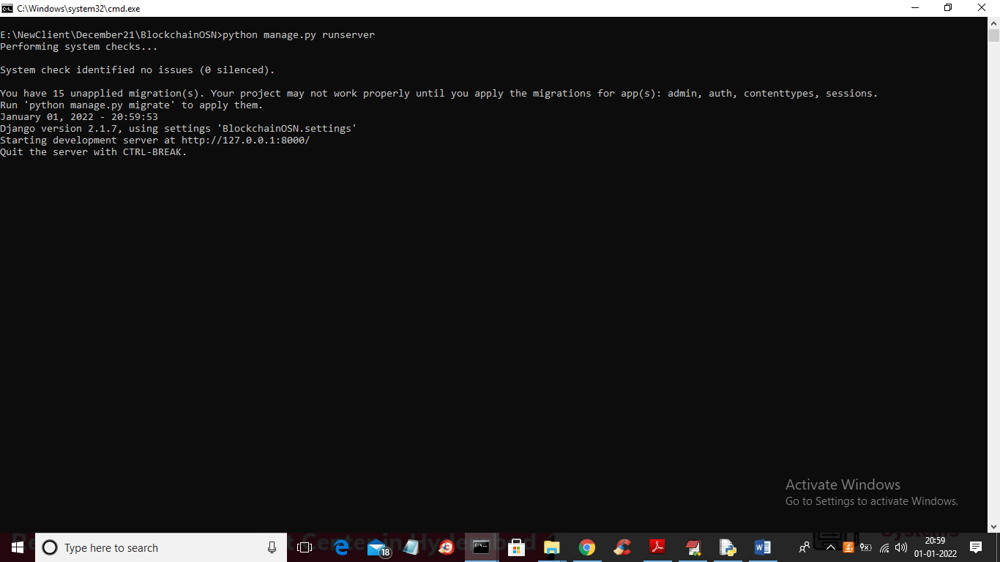 C:\Windows\system32\cmd.exe
E:\NewClient\December21\BlockchainOSN>python manage.py runserver
Performing system checks...
System check identified no issues (0 silenced).
You have 15 unapplied migration(s). Your project may not work properly until you apply the migrations for app(s): admin, auth, contenttypes, sessions.
Run 'python manage.py migrate' to apply them.
January 01, 2022 - 20:59:53
Django version 2.1.7, using settings 'BlockchainOSN.settings'
Starting development server at http://127.0.0.1:8000/
Quit the server with CTRL-BREAK.
Activate Windows
Go to Settings to activate Windows.
Type here to search
18
Systems
20:59
01-01-2022